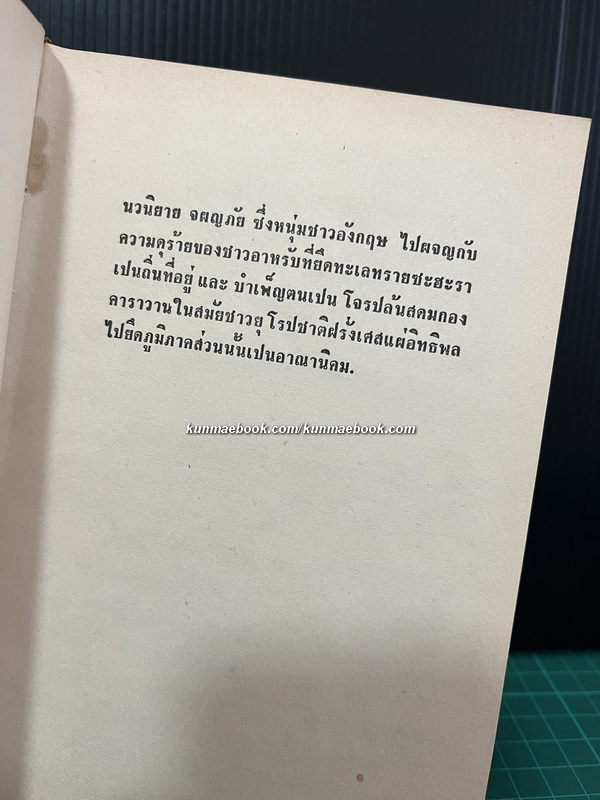 นวนิยาย จผญภัย ซึ่งหนุ่มชาวอังกฤษ ไปผจญกับ
ความดุร้ายของชาวอาหรับที่ยึดทะเลทรายซะฮะรา
เปนถิ่นที่อยู่ และ บำเพ็ญตนเปน โจรปล้นสดมกอง
คาราวานในสมัยชาวยุโรปชาติฝรั่งเศสแผ่อิทธิพล
ไปยึดภูมิภาคส่วนนั้นเปนอาณานิคม.
kunmaebook.com/kunmaebook.com